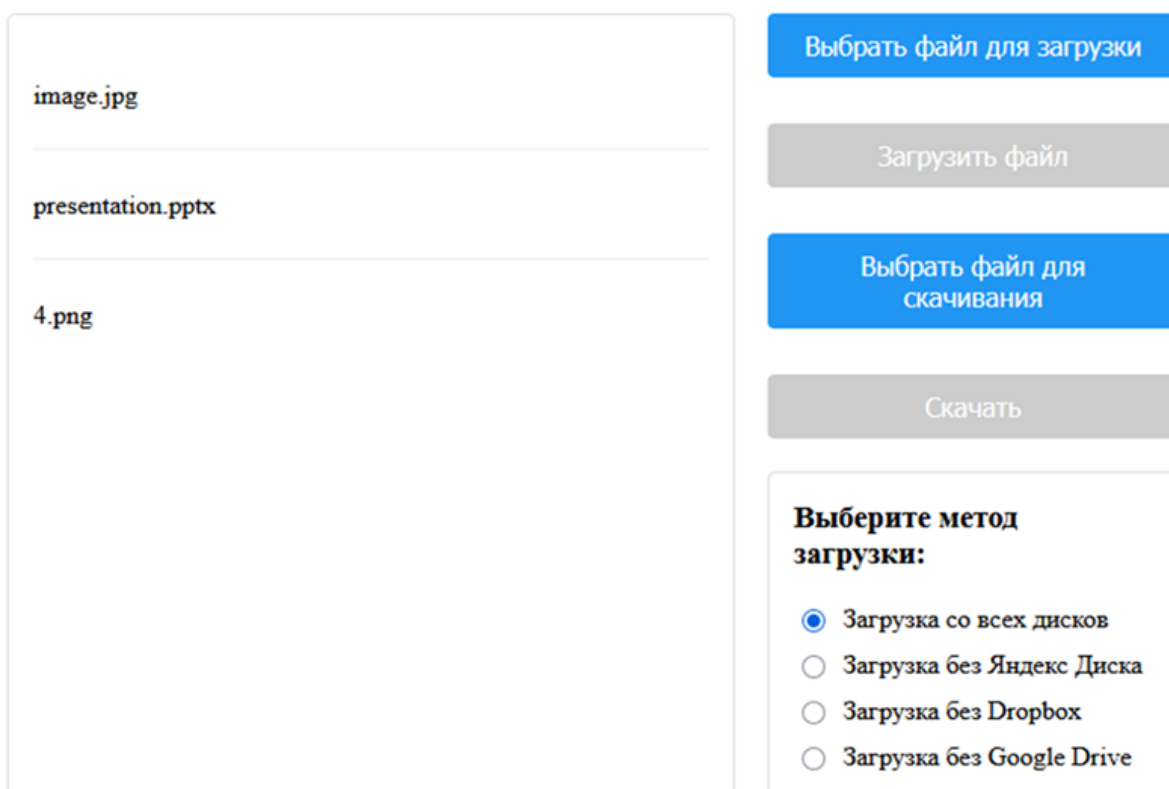 image.jpg
presentation.pptx
4.png
Выбрать файл для загрузки
Загрузить файл
Выбрать файл для
скачивания
Скачать
Выберите метод
загрузки:
Загрузка со всех дисков
Загрузка без Яндекс Диска
Загрузка без Dropbox
Загрузка без Google Drive